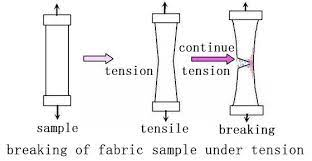 continue
tension tension
sample tensile breaking
breaking of fabric sample under tension